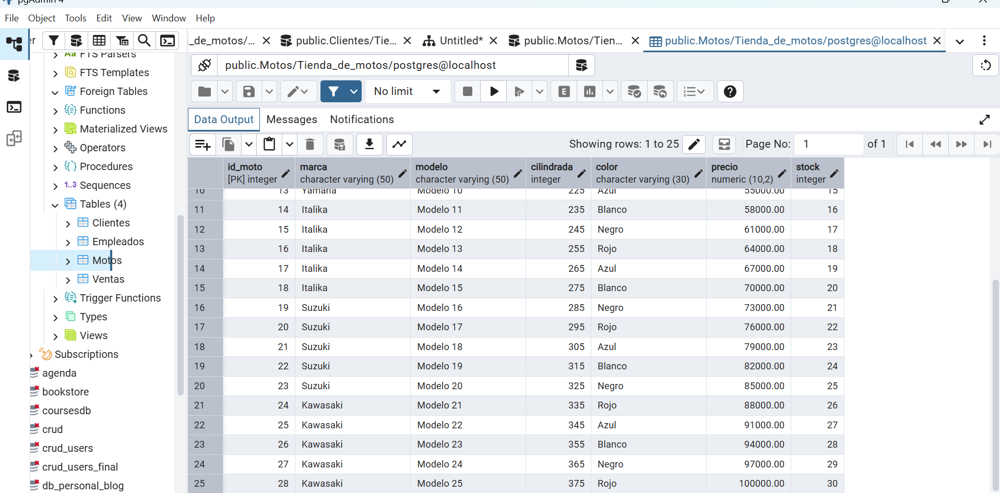 pgAdmin 4
File Object Tools Edit View Window Help
er
_de_motos/... public.Clientes/Tie... Untitled* public.Motos/Tien... public.Motos/Tienda_de_motos/postgres@localhost
public.Motos/Tienda_de_motos/postgres@localhost
No limit
E
Data Output Messages Notifications
Showing rows: 1 to 25 Page No: 1 of 1
Aa FTS Parsers
FTS Templates
Foreign Tables
Functions
Materialized Views
Operators
Procedures
1..3 Sequences
Tables (4)
Clientes
Empleados
Motos
Ventas
Trigger Functions
Types
Views
Subscriptions
agenda
bookstore
coursesdb
crud
crud_users
crud_users_final
db_personal_blog
id_moto marca modelo cilindrada color precio stock
[PK] integer character varying (50) character varying (50) integer character varying (30) numeric (10,2) integer
10 13 Yamaha Modelo 10 225 Azul 55000.00 15
11 14 Italika Modelo 11 235 Blanco 58000.00 16
12 15 Italika Modelo 12 245 Negro 61000.00 17
13 16 Italika Modelo 13 255 Rojo 64000.00 18
14 17 Italika Modelo 14 265 Azul 67000.00 19
15 18 Italika Modelo 15 275 Blanco 70000.00 20
16 19 Suzuki Modelo 16 285 Negro 73000.00 21
17 20 Suzuki Modelo 17 295 Rojo 76000.00 22
18 21 Suzuki Modelo 18 305 Azul 79000.00 23
19 22 Suzuki Modelo 19 315 Blanco 82000.00 24
20 23 Suzuki Modelo 20 325 Negro 85000.00 25
21 24 Kawasaki Modelo 21 335 Rojo 88000.00 26
22 25 Kawasaki Modelo 22 345 Azul 91000.00 27
23 26 Kawasaki Modelo 23 355 Blanco 94000.00 28
24 27 Kawasaki Modelo 24 365 Negro 97000.00 29
25 28 Kawasaki Modelo 25 375 Rojo 100000.00 30